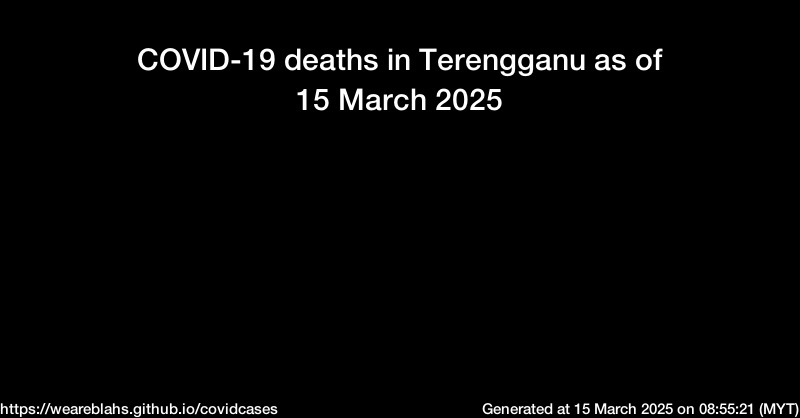 COVID-19 deaths in Terengganu as of
15 March 2025
https://weareblahs.github.io/covidcases
Generated at 15 March 2025 on 08:55:21 (MYT)